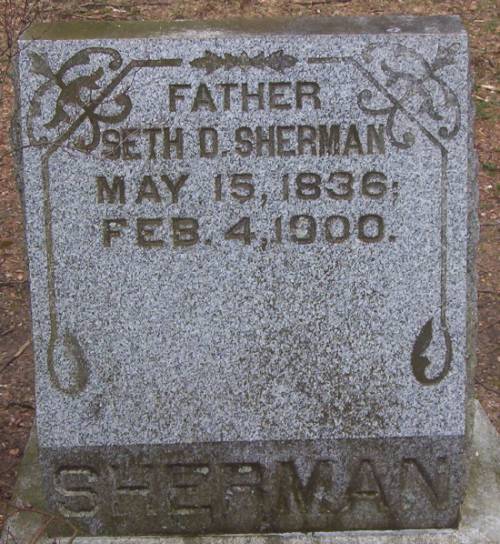 FATHER
SETH D. SHERMAN
MAY 15, 1836;
FEB. 4, 1900.
SHERMAN